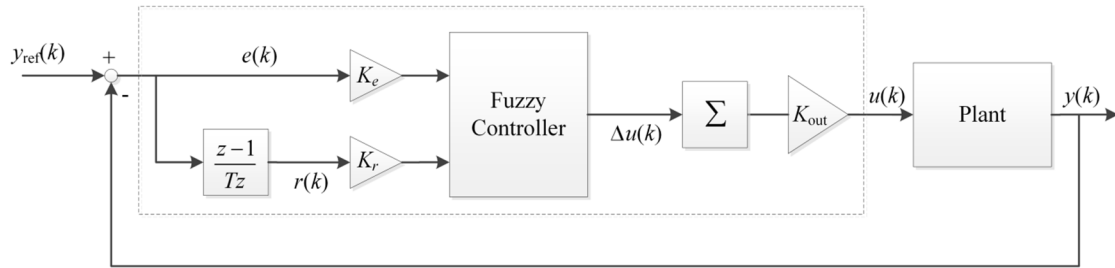 y_ref(k)
+
-
e(k)
K_e
z−1
Tz
r(k)
K_r
Fuzzy
Controller
Δu(k)
Σ
K_out
u(k)
Plant
y(k)